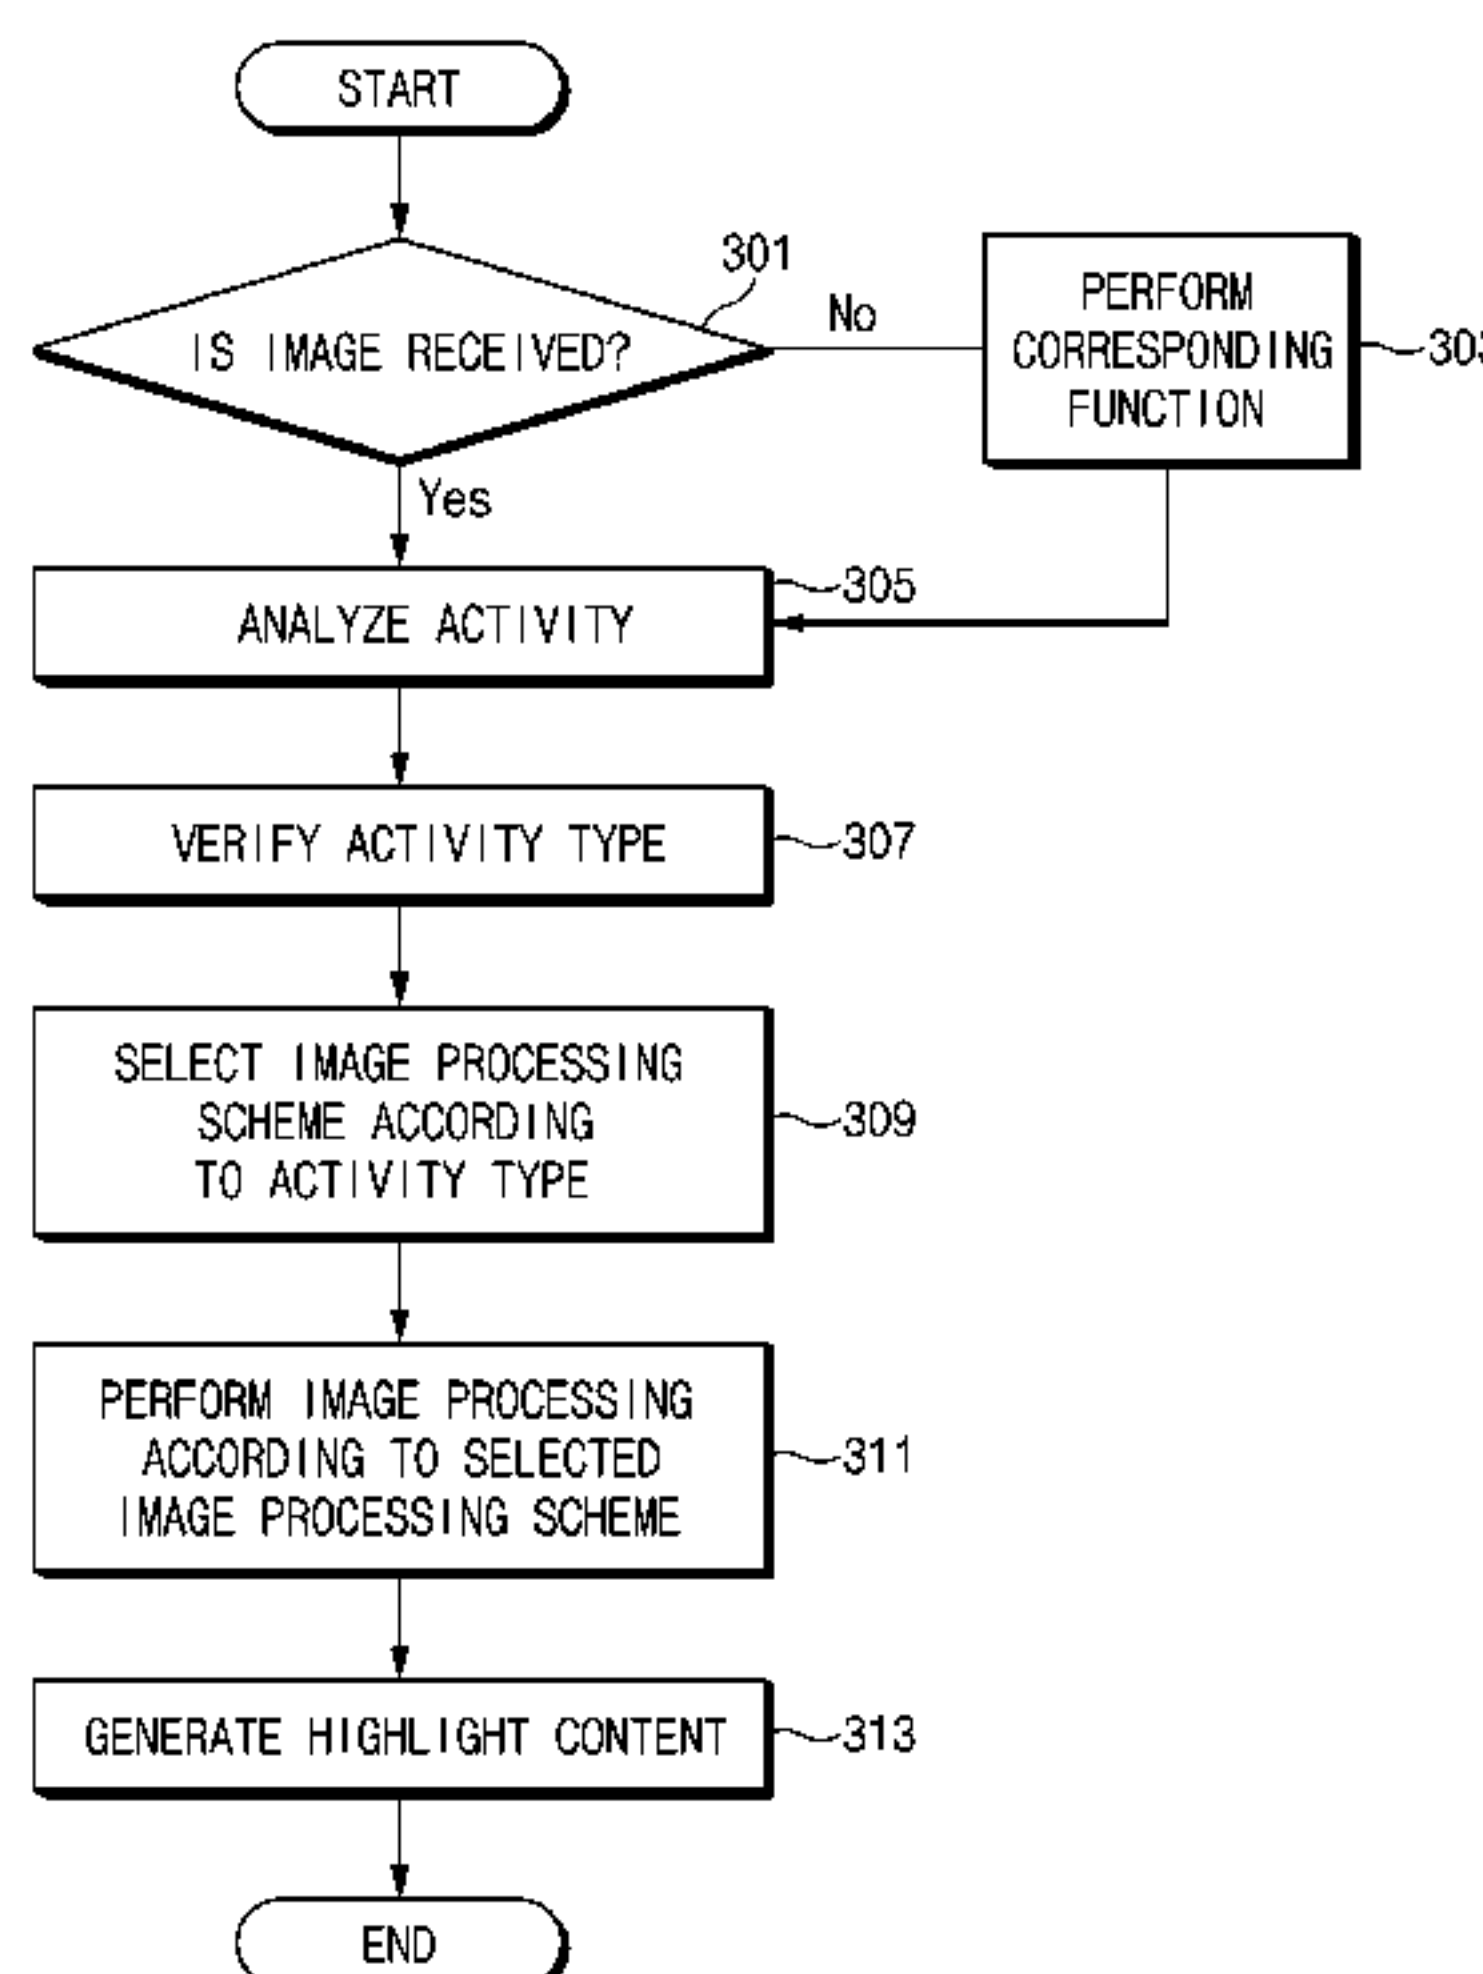 START
301
IS IMAGE RECEIVED?
No
PERFORM
CORRESPONDING
FUNCTION
Yes
305
ANALYZE ACTIVITY
VERIFY ACTIVITY TYPE
307
SELECT IMAGE PROCESSING
SCHEME ACCORDING
TO ACTIVITY TYPE
309
PERFORM IMAGE PROCESSING
ACCORDING TO SELECTED
IMAGE PROCESSING SCHEME
311
GENERATE HIGHLIGHT CONTENT
313
END